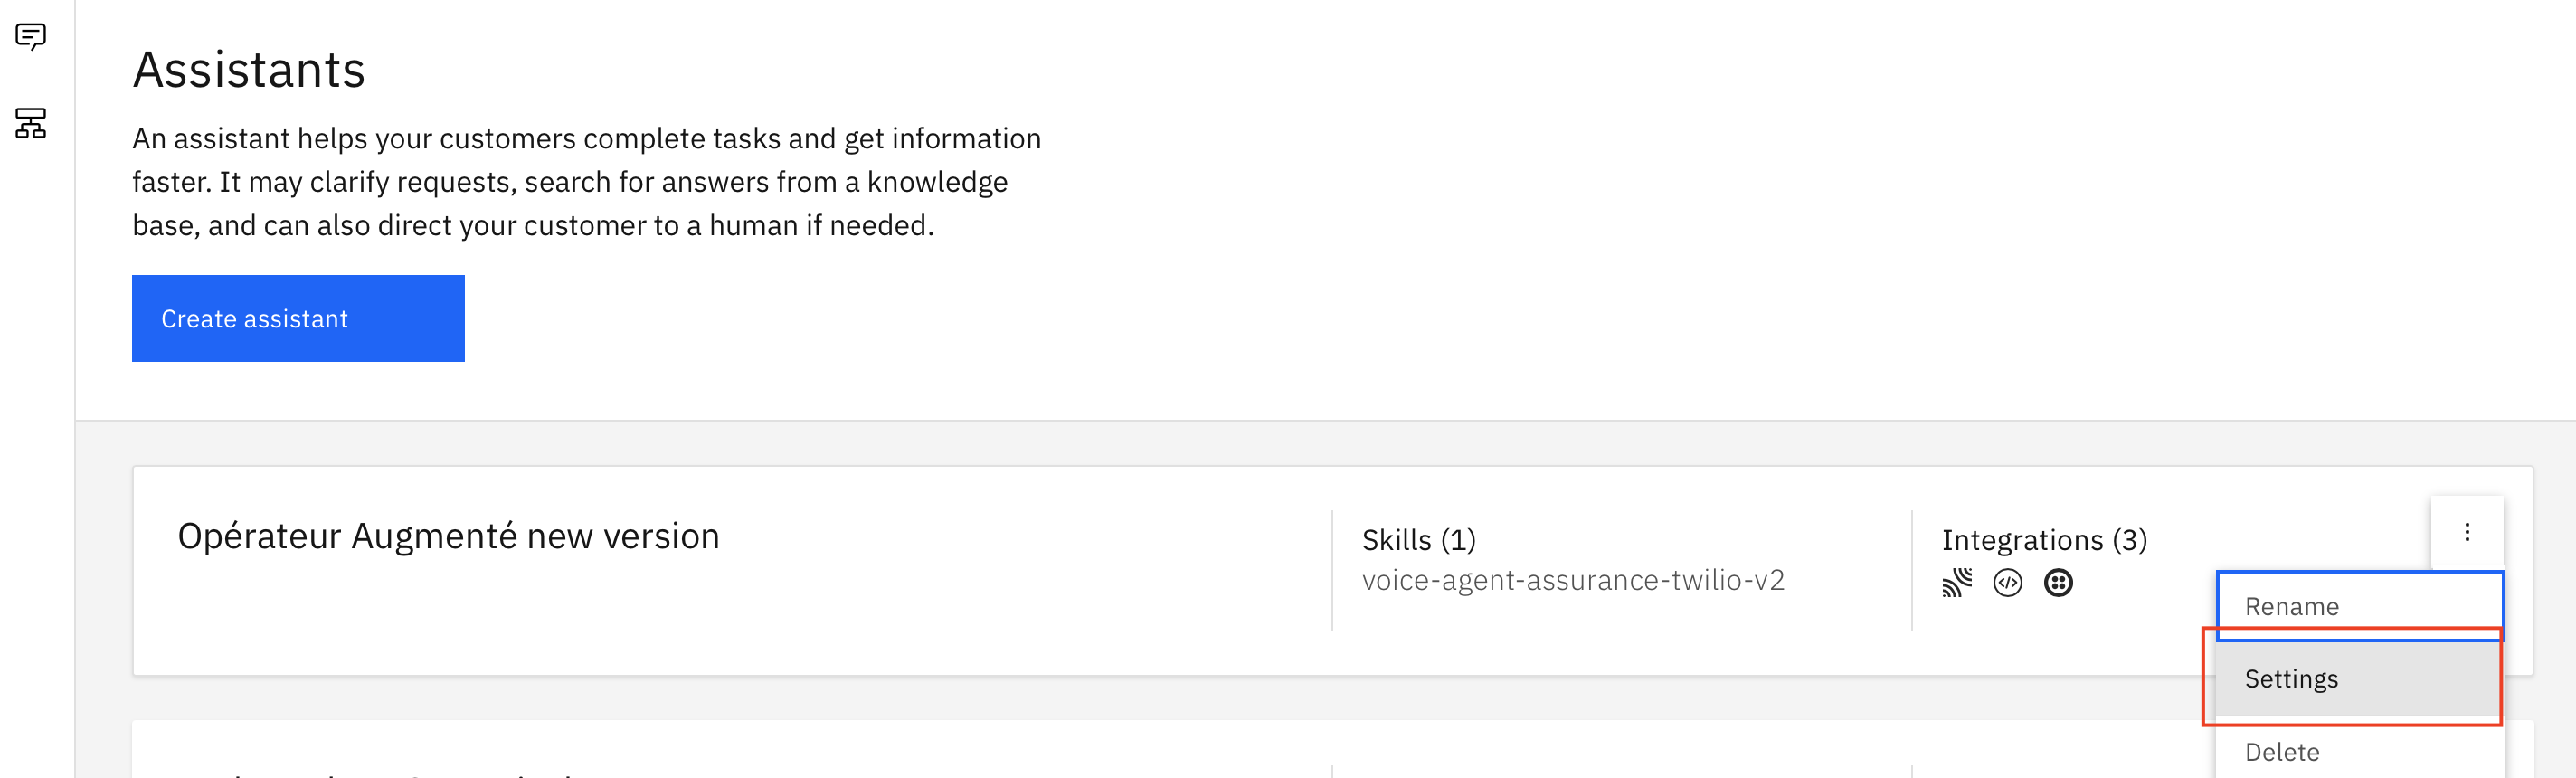 Assistants
An assistant helps your customers complete tasks and get information
faster. It may clarify requests, search for answers from a knowledge
base, and can also direct your customer to a human if needed.
Create assistant
Opérateur Augmenté new version
Skills (1)
voice-agent-assurance-twilio-v2
Integrations (3)
Rename
Settings
Delete